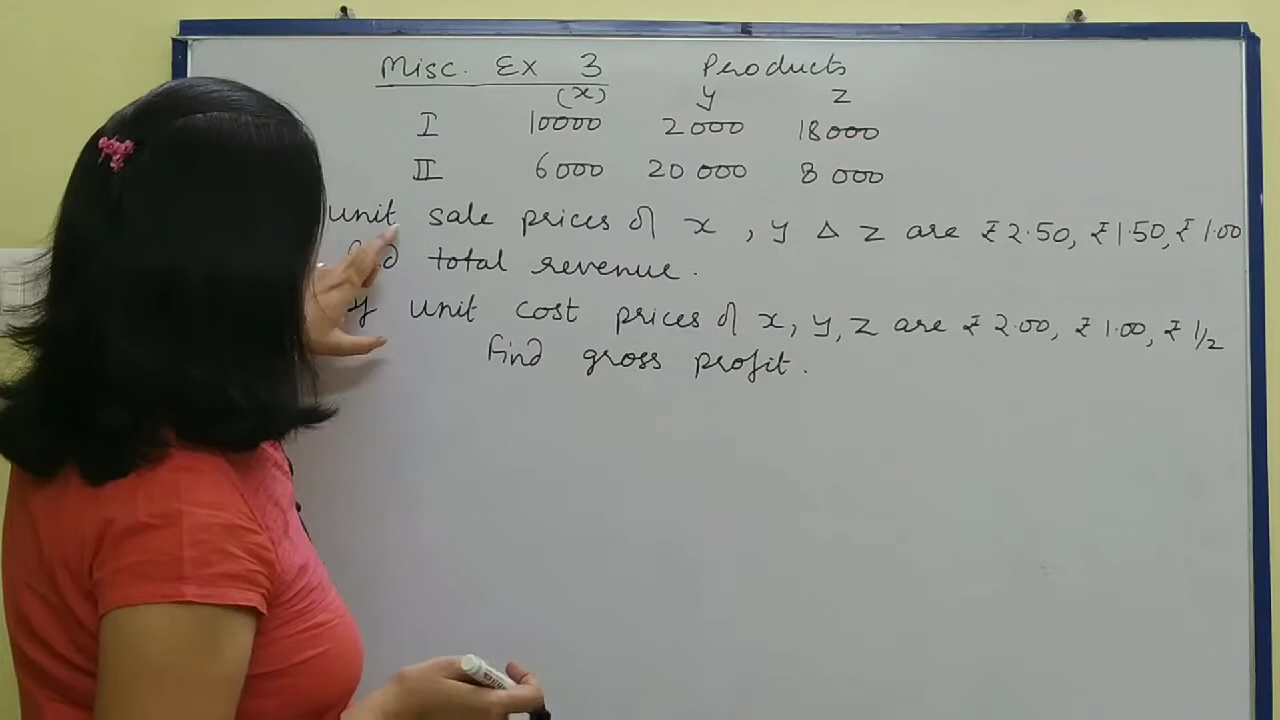 Misc. Ex 3 Products
(x) y z
I 10000 2000 18000
II 6000 20 000 8 000
unit sale prices of x, y & z are ₹2.50, ₹1.50, ₹1.00
total revenue.
unit cost prices of x, y, z are ₹2.00, ₹1.00, ₹1/2
find gross profit.